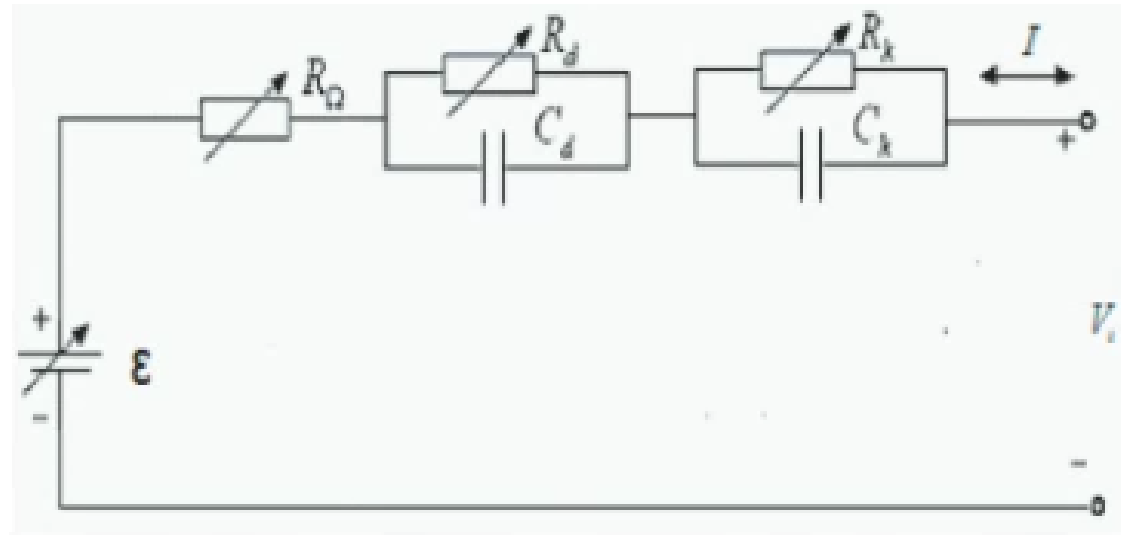 R_d
R_k
I
R_Ω
C_d
C_k
+
+
V
ε
−
−